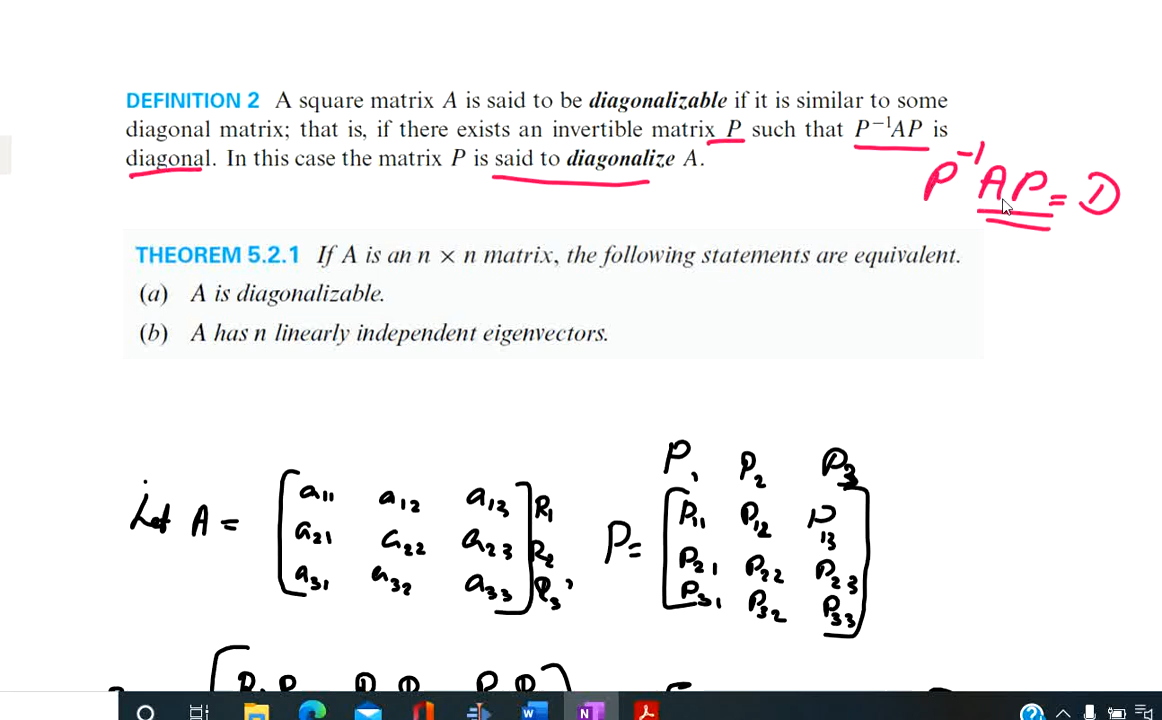 DEFINITION 2 A square matrix A is said to be diagonalizable if it is similar to some
diagonal matrix; that is, if there exists an invertible matrix P such that P⁻¹AP is
diagonal. In this case the matrix P is said to diagonalize A.
P⁻¹AP = D
THEOREM 5.2.1 If A is an n × n matrix, the following statements are equivalent.
(a) A is diagonalizable.
(b) A has n linearly independent eigenvectors.
P₁ P₂ P₃
Let A = [a₁₁ a₁₂ a₁₃] R₁ P = [P₁₁ P₁₂ P₁₃]
[a₂₁ a₂₂ a₂₃] R₂ [P₂₁ P₂₂ P₂₃]
[a₃₁ a₃₂ a₃₃] R₃, [P₃₁ P₃₂ P₃₃]